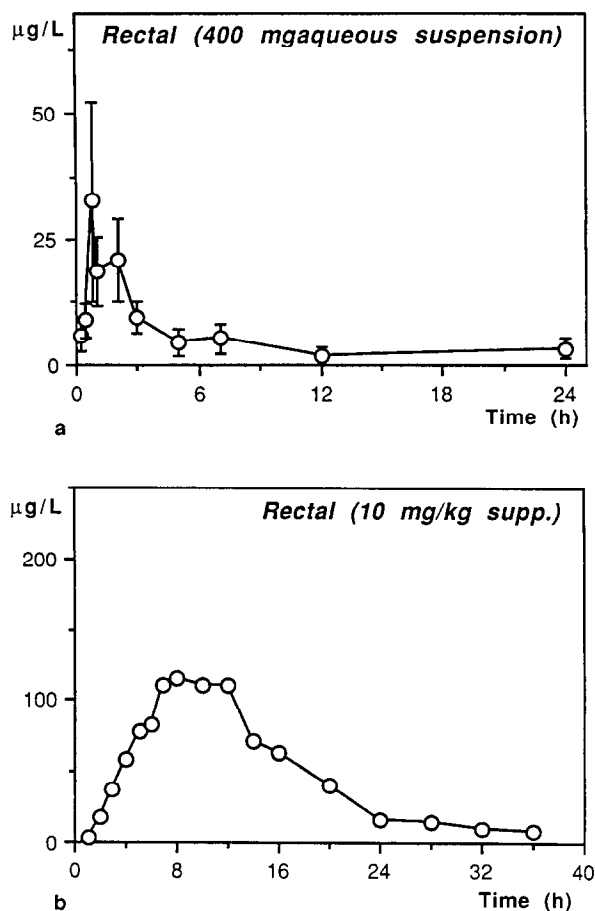 µg/L
Rectal (400 mgaqueous suspension)
50
25
0
0 6 12 18 24
Time (h)
a
µg/L
Rectal (10 mg/kg supp.)
200
100
0
0 8 16 24 32 40
Time (h)
b